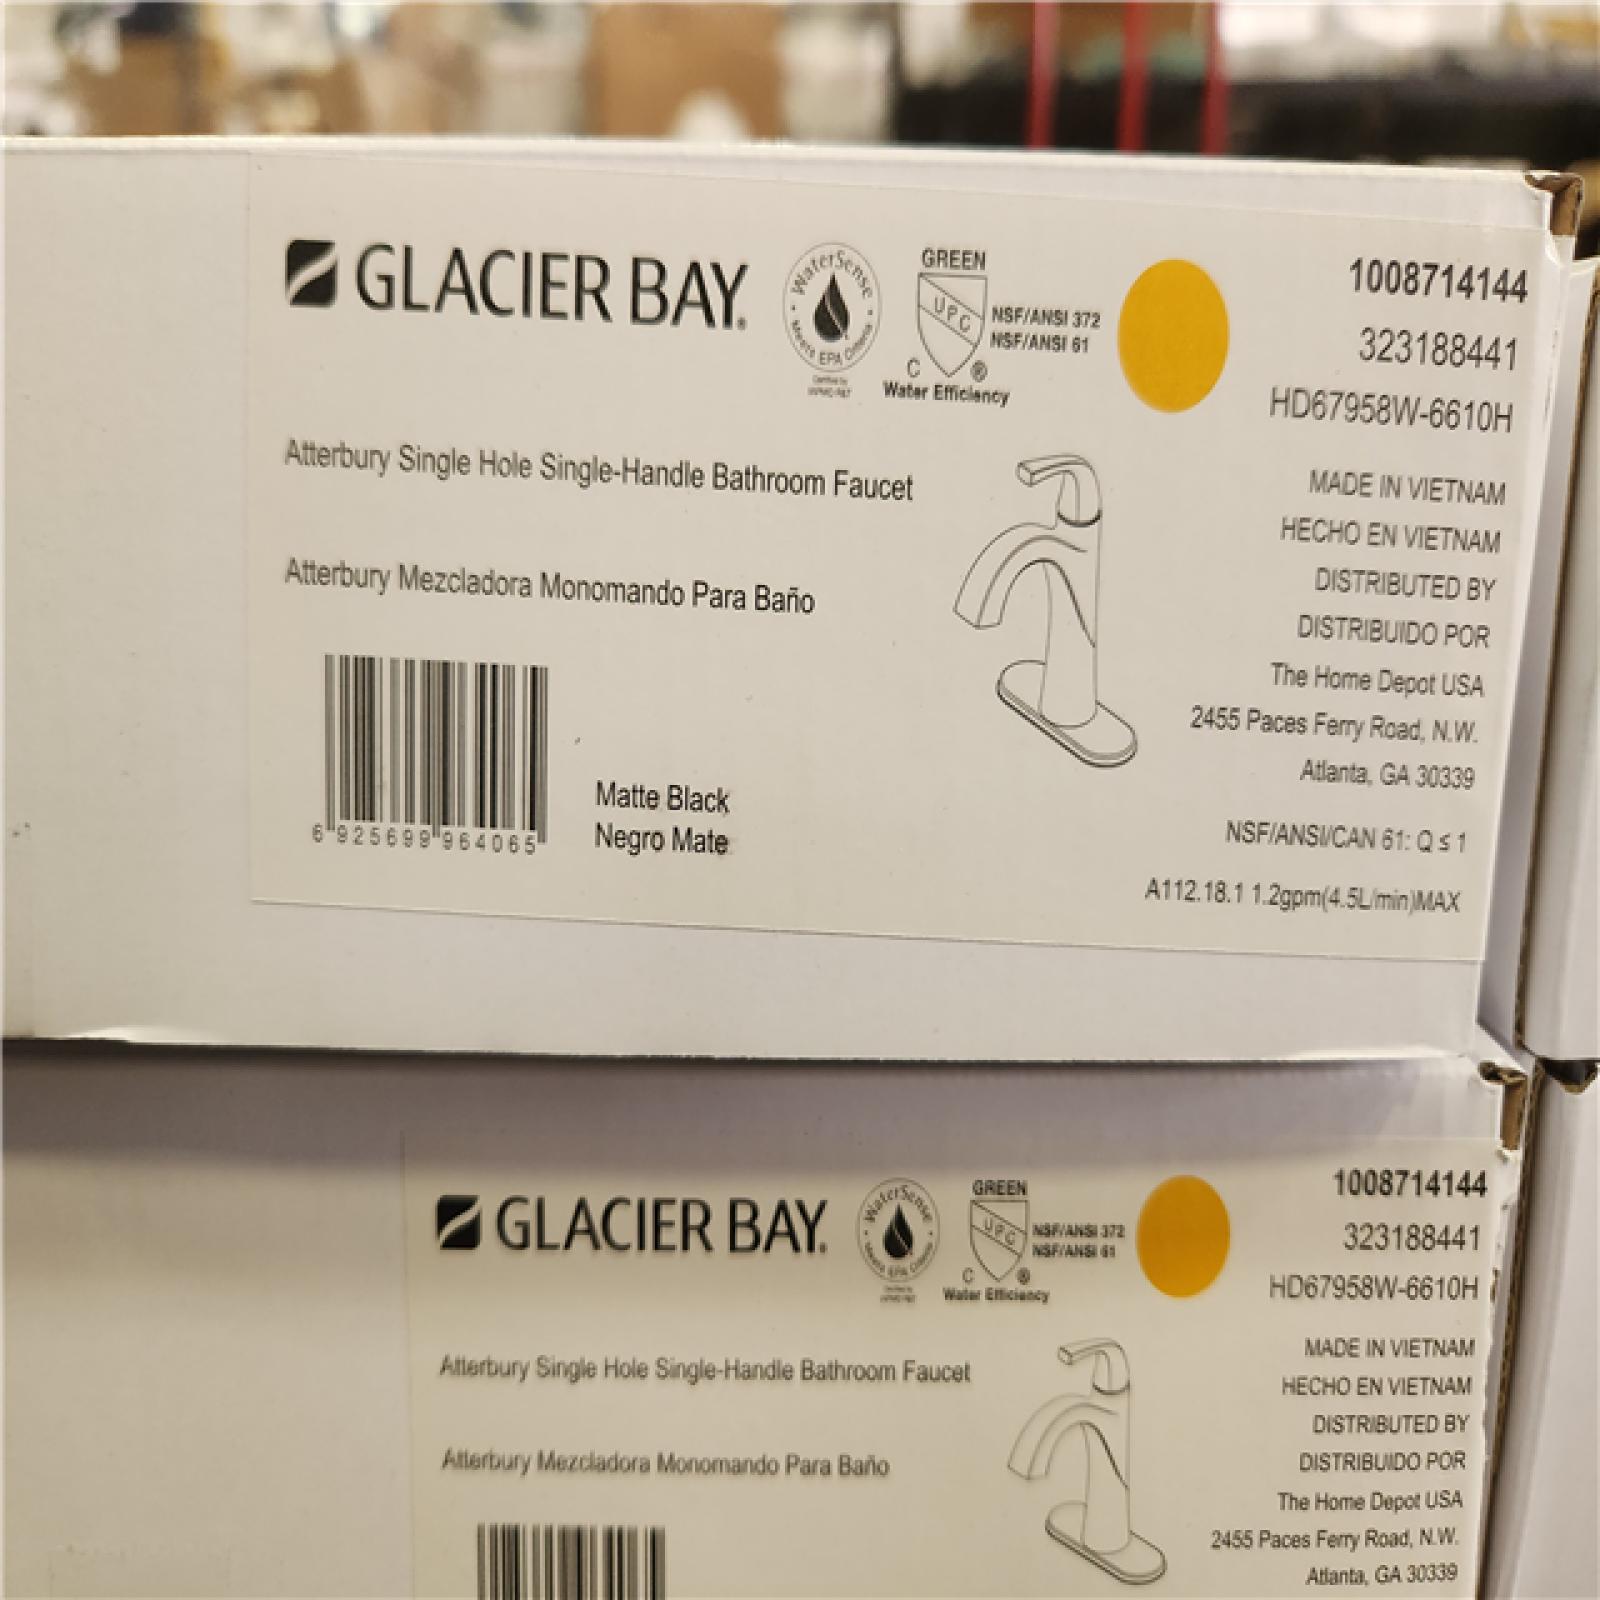 GLACIER BAY®
WaterSense
Meets EPA Criteria
GREEN
UPC
NSF/ANSI 372
NSF/ANSI 61
C ®
Water Efficiency
1008714144
323188441
HD67958W-6610H
Atterbury Single Hole Single-Handle Bathroom Faucet
Atterbury Mezcladora Monomando Para Baño
MADE IN VIETNAM
HECHO EN VIETNAM
DISTRIBUTED BY
DISTRIBUIDO POR
The Home Depot USA
2455 Paces Ferry Road, N.W.
Atlanta, GA 30339
6 925699 964065
Matte Black
Negro Mate
NSF/ANSI/CAN 61: Q ≤ 1
A112.18.1 1.2gpm(4.5L/min)MAX
GLACIER BAY®
WaterSense
Meets EPA Criteria
GREEN
UPC
NSF/ANSI 372
NSF/ANSI 61
C ®
Water Efficiency
1008714144
323188441
HD67958W-6610H
Atterbury Single Hole Single-Handle Bathroom Faucet
Atterbury Mezcladora Monomando Para Baño
MADE IN VIETNAM
HECHO EN VIETNAM
DISTRIBUTED BY
DISTRIBUIDO POR
The Home Depot USA
2455 Paces Ferry Road, N.W.
Atlanta, GA 30339